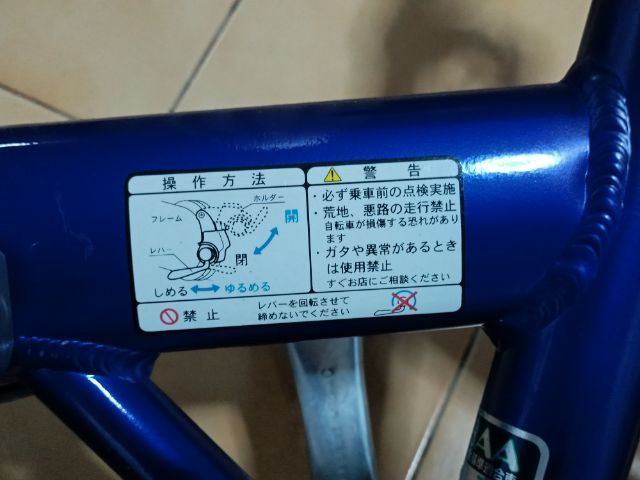 操作方法
ホルダー
フレーム
開
レバー
閉
しめる ゆるめる
警告
・必ず乗車前の点検実施
・荒地、悪路の走行禁止
自転車が損傷する恐れがあり
ます
・ガタや異常があるとき
は使用禁止
すぐお店にご相談ください
禁止
レバーを回転させて
締めないでください
AA